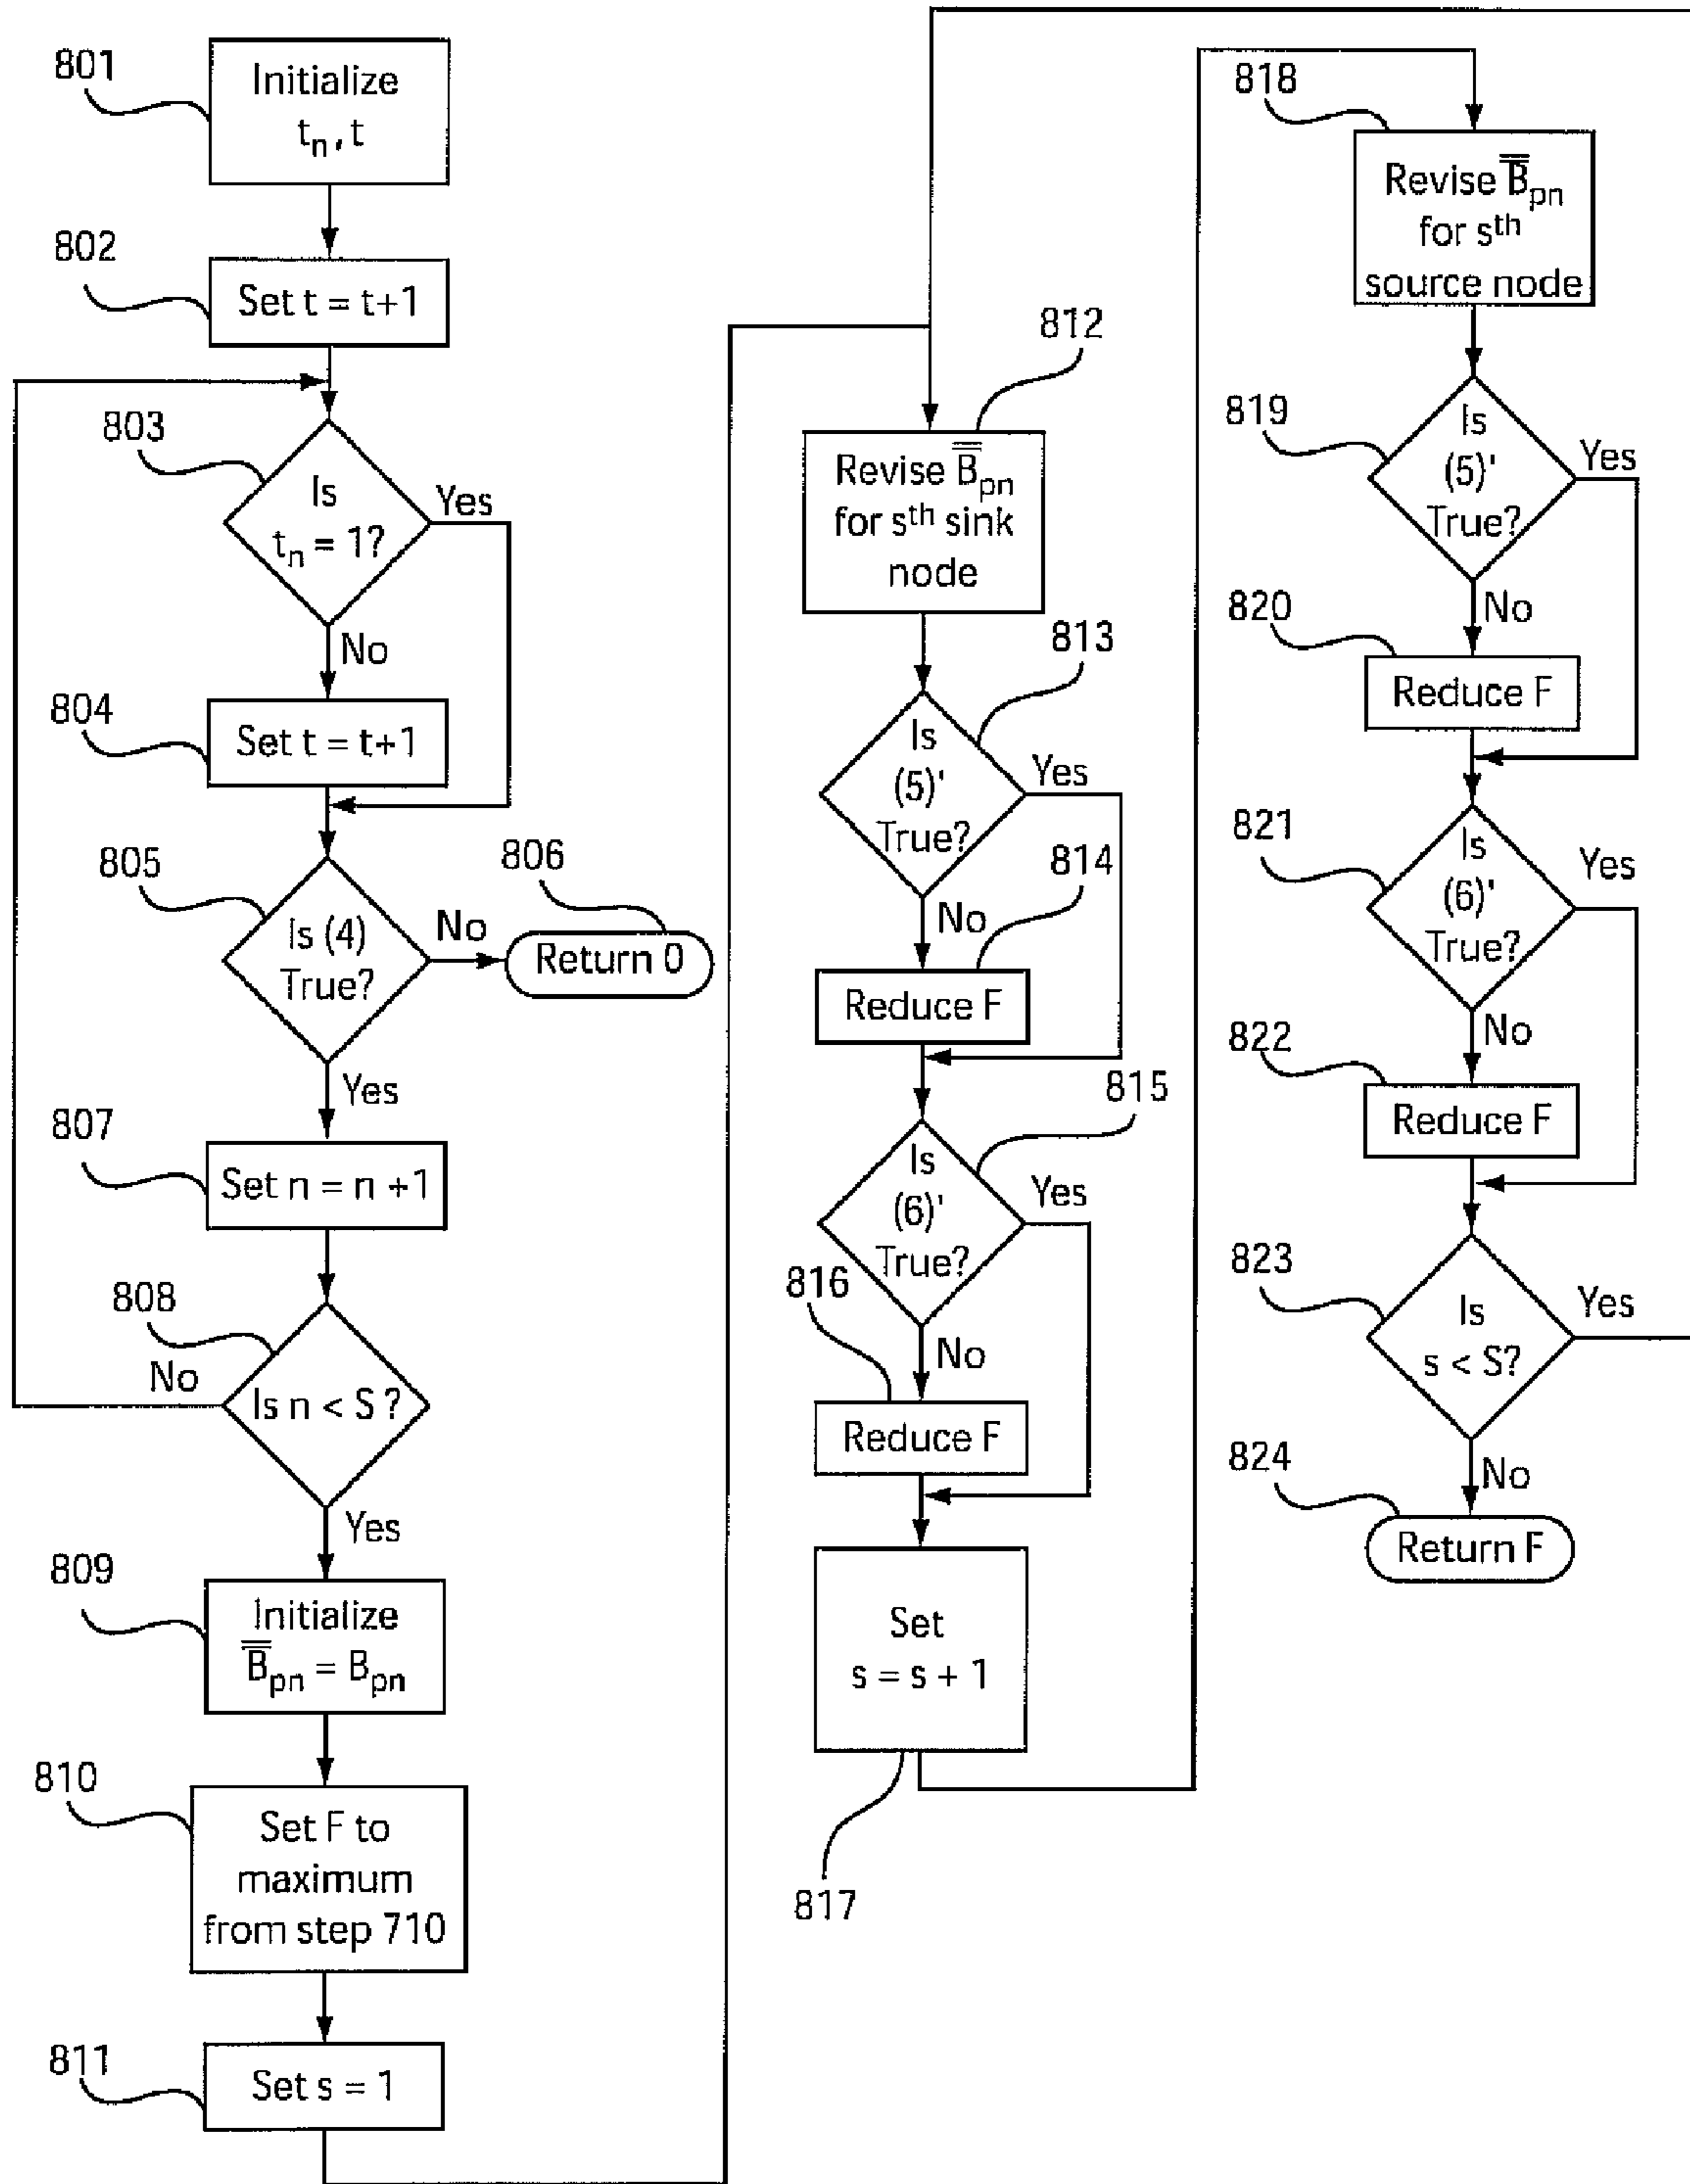 801
Initialize
tn, t
802
Set t = t+1
803
Is
tn = 1?
Yes
No
804
Set t = t+1
805
Is (4)
True?
No
806
Return 0
Yes
807
Set n = n +1
808
No
Is n < S ?
Yes
809
Initialize
B̿pn = Bpn
810
Set F to
maximum
from step 710
811
Set s = 1
812
Revise B̿pn
for sth sink
node
813
Is
(5)'
True?
Yes
814
No
Reduce F
815
Is
(6)'
True?
Yes
816
No
Reduce F
Set
s = s + 1
817
818
Revise B̿pn
for sth
source node
819
Is
(5)'
True?
Yes
No
820
Reduce F
821
Is
(6)'
True?
Yes
No
822
Reduce F
823
Is
s < S?
Yes
No
824
Return F